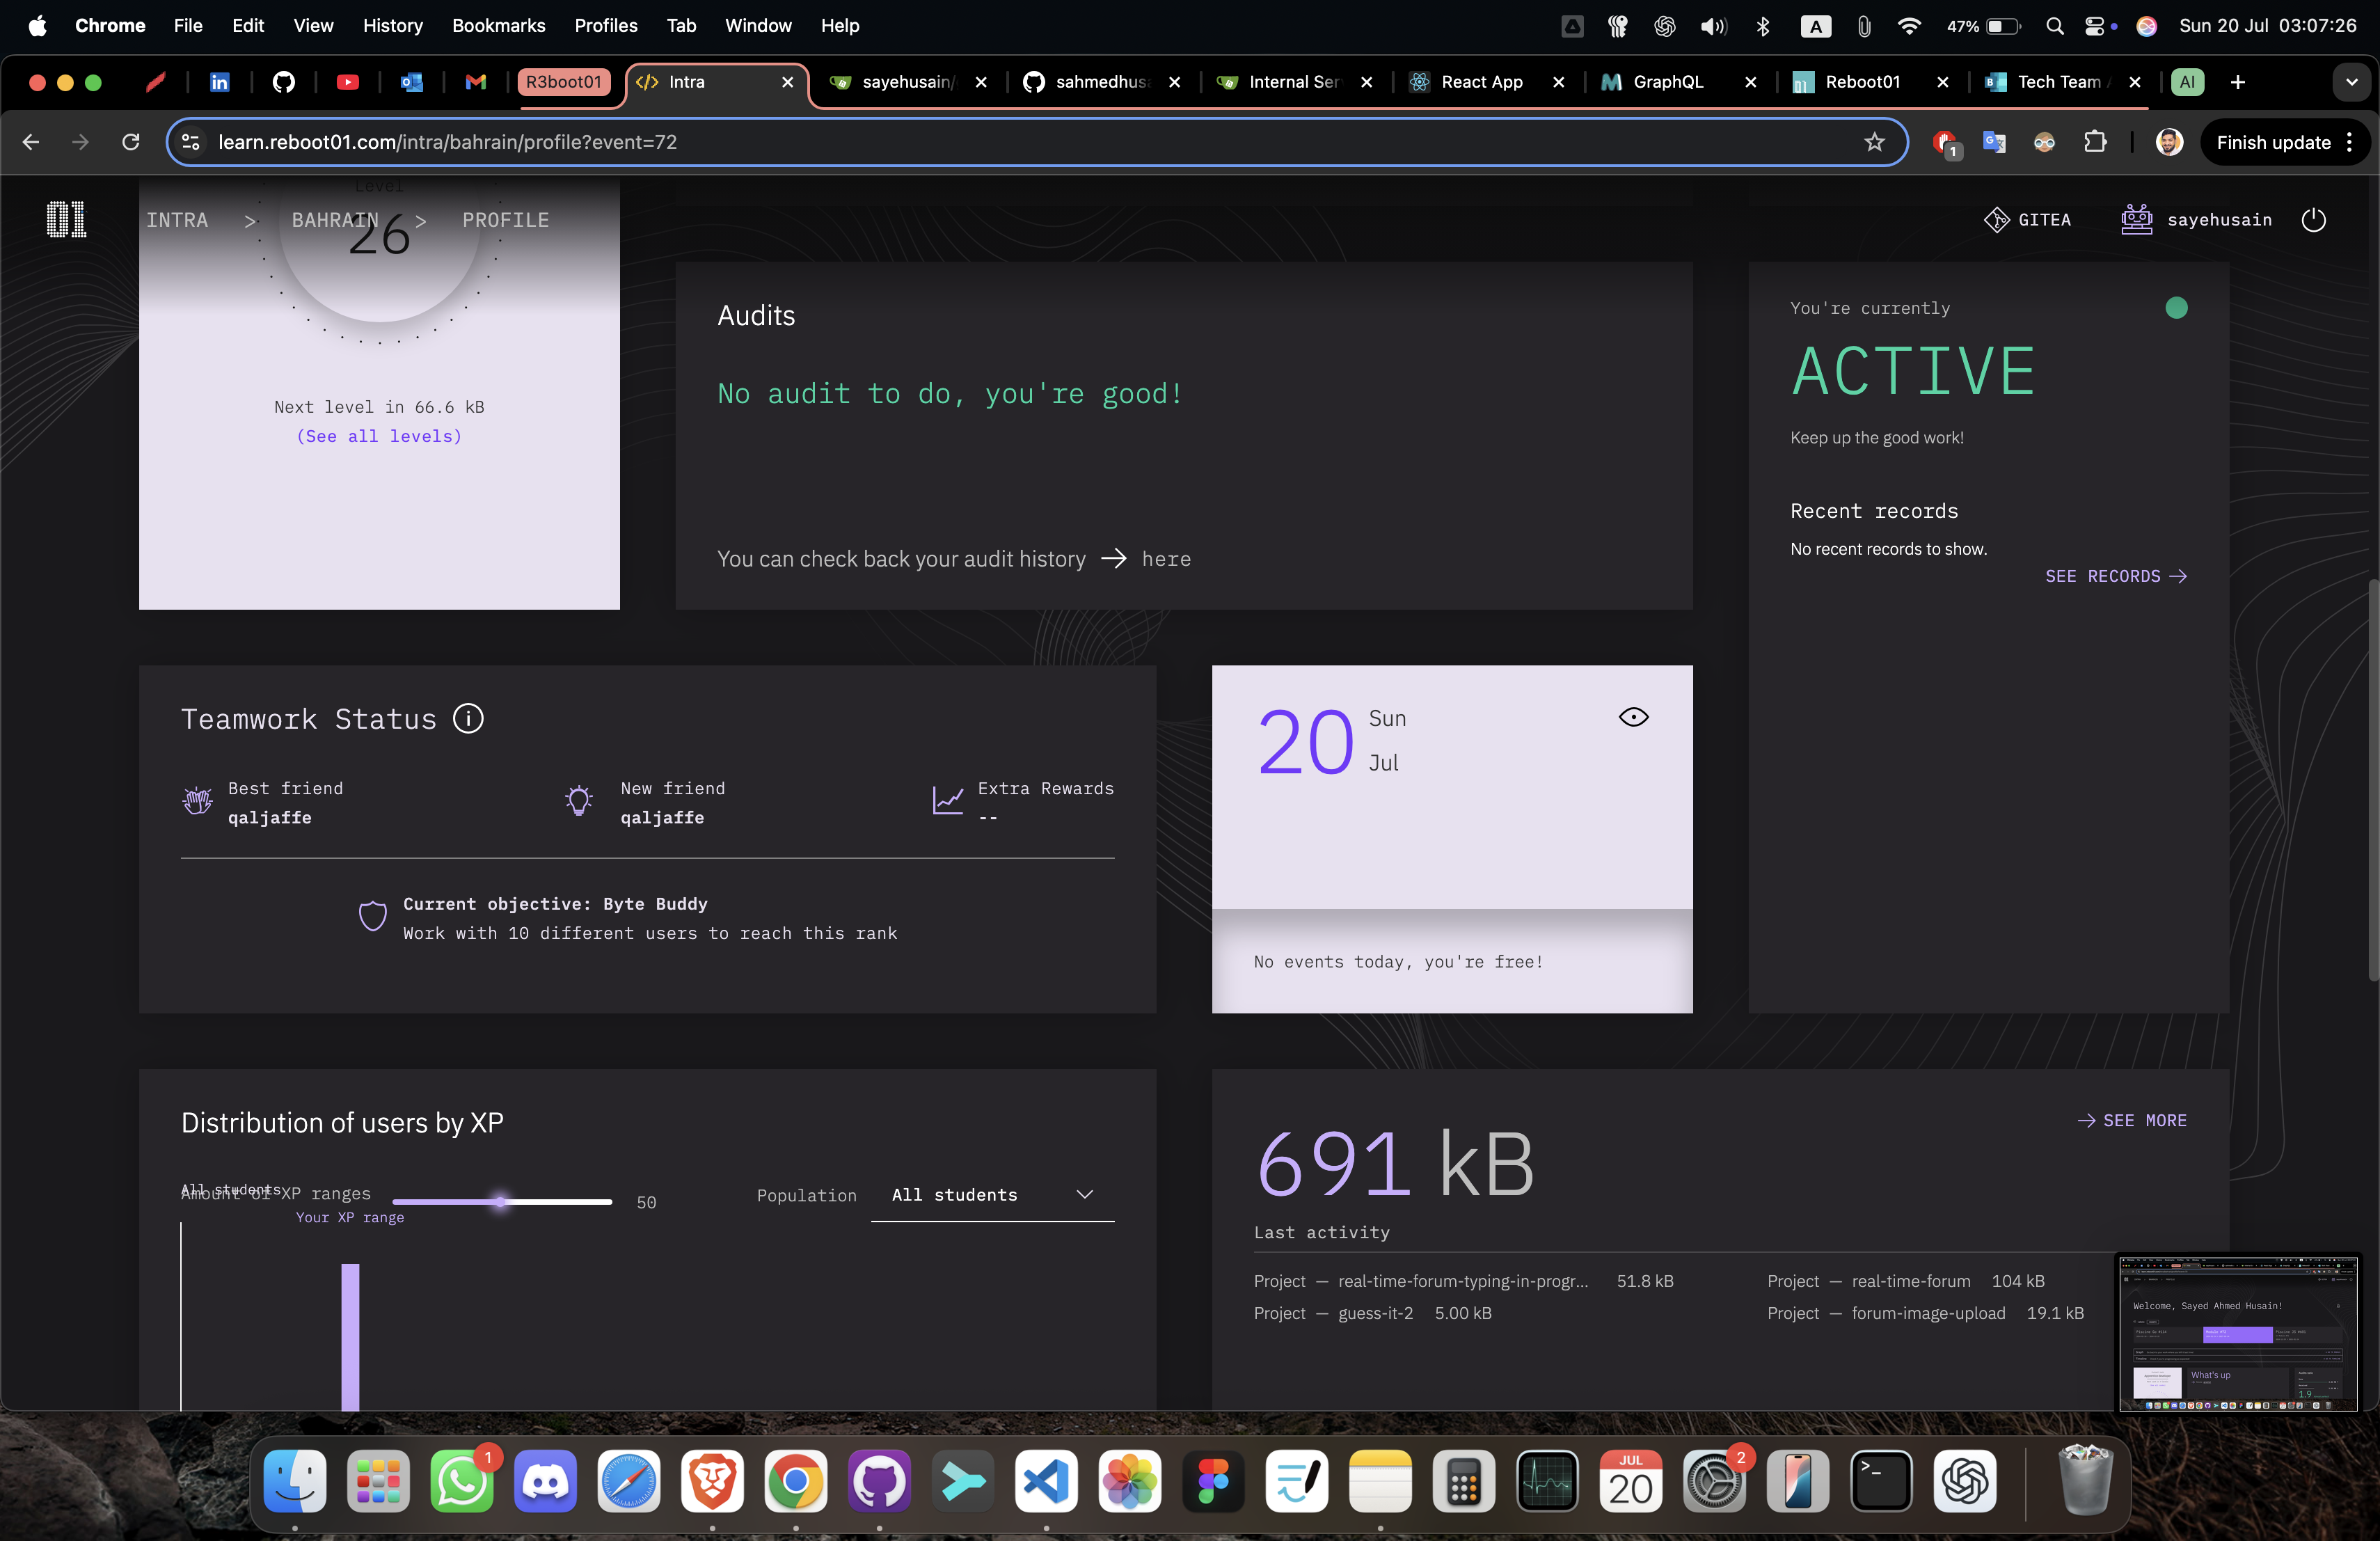 Chrome File Edit View History Bookmarks Profiles Tab Window Help A 47% Sun 20 Jul 03:07:26
R3boot01 Intra sayehusain/ sahmedhusa Internal Ser React App GraphQL Reboot01 Tech Team AI
learn.reboot01.com/intra/bahrain/profile?event=72 1 Finish update
01 INTRA > BAHRAIN > PROFILE GITEA sayehusain
Level
26
Next level in 66.6 kB
(See all levels)
Audits
No audit to do, you're good!
You can check back your audit history → here
You're currently
ACTIVE
Keep up the good work!
Recent records
No recent records to show.
SEE RECORDS →
Teamwork Status
Best friend
qaljaffe
New friend
qaljaffe
Extra Rewards
--
Current objective: Byte Buddy
Work with 10 different users to reach this rank
20 Sun
Jul
No events today, you're free!
Distribution of users by XP
All students
Amount of XP ranges 50 Population All students
Your XP range
→ SEE MORE
691 kB
Last activity
Project — real-time-forum-typing-in-progr... 51.8 kB Project — real-time-forum 104 kB
Project — guess-it-2 5.00 kB Project — forum-image-upload 19.1 kB
Welcome, Sayed Ahmed Husain!
What's up
1.9
1 JUL 20 2